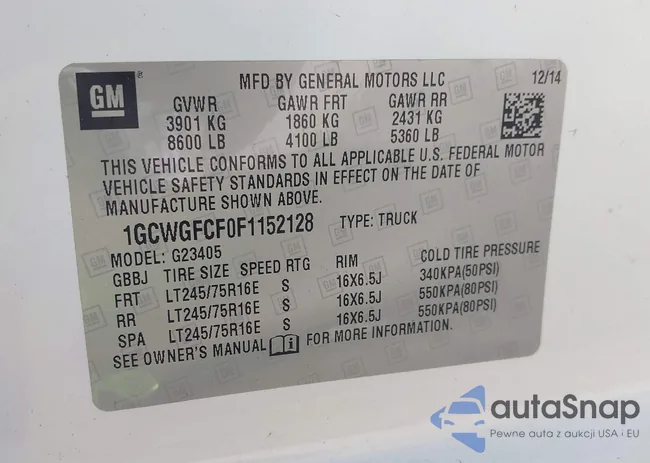 GM ® MFD BY GENERAL MOTORS LLC 12/14
GVWR GAWR FRT GAWR RR
3901 KG 1860 KG 2431 KG
8600 LB 4100 LB 5360 LB
THIS VEHICLE CONFORMS TO ALL APPLICABLE U.S. FEDERAL MOTOR
VEHICLE SAFETY STANDARDS IN EFFECT ON THE DATE OF
MANUFACTURE SHOWN ABOVE.
1GCWGFCF0F1152128 TYPE: TRUCK
MODEL: G23405
GBBJ TIRE SIZE SPEED RTG RIM COLD TIRE PRESSURE
FRT LT245/75R16E S 16X6.5J 340KPA(50PSI)
RR LT245/75R16E S 16X6.5J 550KPA(80PSI)
SPA LT245/75R16E S 16X6.5J 550KPA(80PSI)
SEE OWNER'S MANUAL i FOR MORE INFORMATION.
autaSnap
Pewne auta z aukcji USA i EU